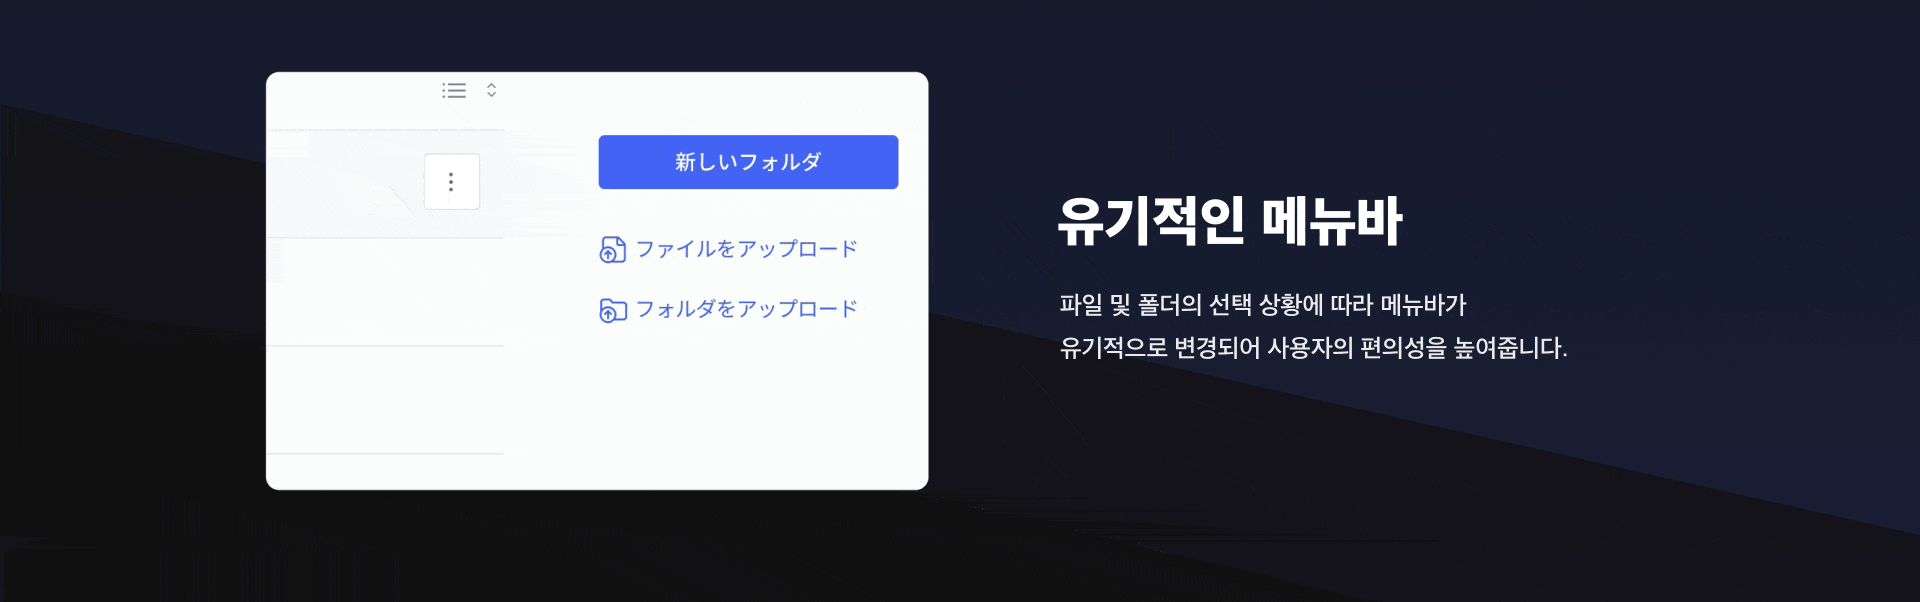 新しいフォルダ
ファイルをアップロード
フォルダをアップロード
유기적인 메뉴바
파일 및 폴더의 선택 상황에 따라 메뉴바가
유기적으로 변경되어 사용자의 편의성을 높여줍니다.